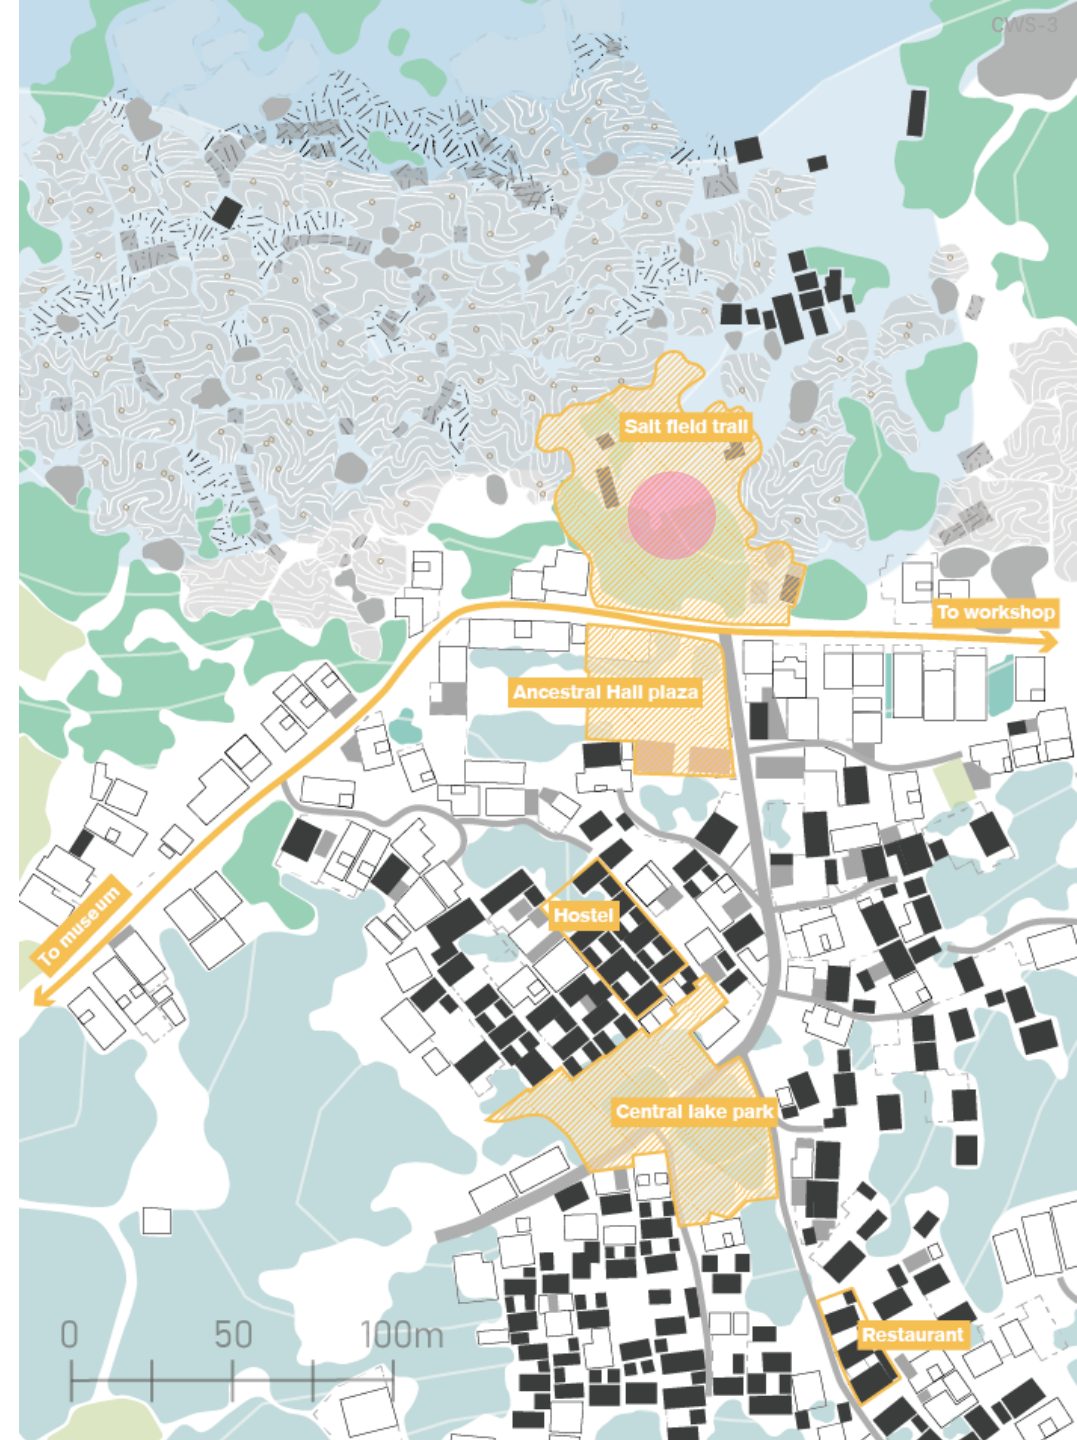 CWS-3
Salt field trail
To workshop
Ancestral Hall plaza
To museum
Hostel
Central lake park
Restaurant
0 50 100m